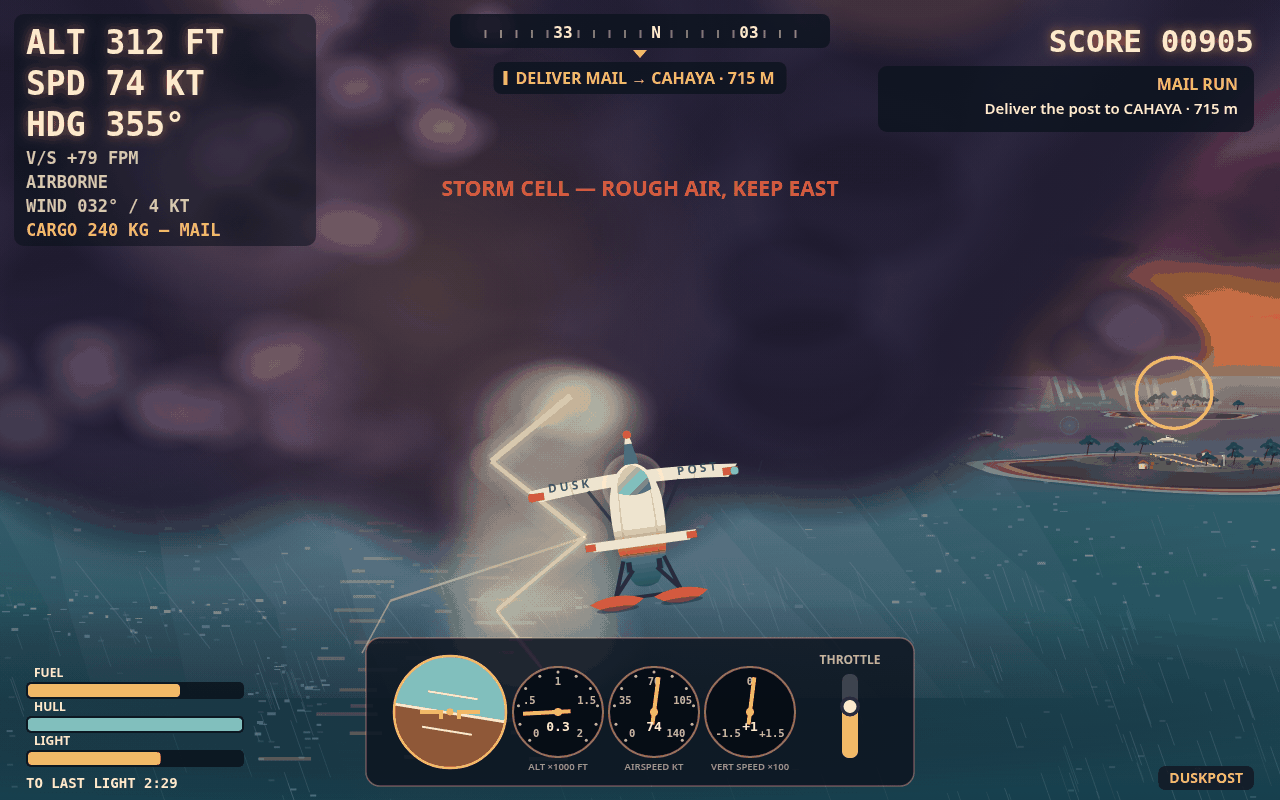 ALT 312 FT
SPD 74 KT
HDG 355°
V/S +79 FPM
AIRBORNE
WIND 032° / 4 KT
CARGO 240 KG — MAIL
33 N 03
DELIVER MAIL → CAHAYA · 715 M
SCORE 00905
MAIL RUN
Deliver the post to CAHAYA · 715 m
STORM CELL — ROUGH AIR, KEEP EAST
DUSK POST
FUEL
HULL
LIGHT
TO LAST LIGHT 2:29
0 .5 1 1.5 2
0.3
ALT ×1000 FT
0 35 70 105 140
74
AIRSPEED KT
-1.5 0 +1.5
+1
VERT SPEED ×100
THROTTLE
DUSKPOST